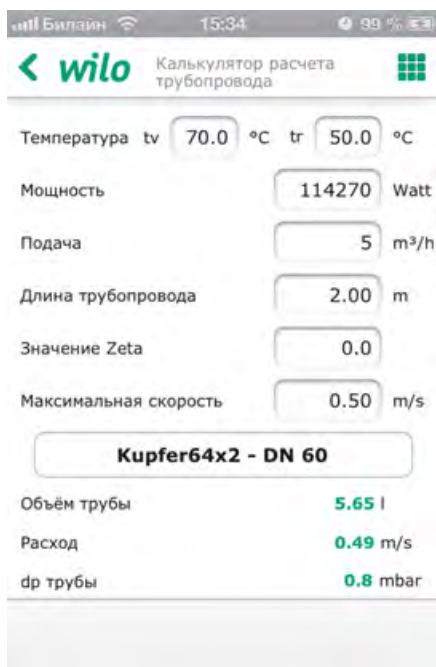 Билайн 15:34 99 %
wilo Калькулятор расчета
трубопровода
Температура tv 70.0 °C tr 50.0 °C
Мощность 114270 Watt
Подача 5 m³/h
Длина трубопровода 2.00 m
Значение Zeta 0.0
Максимальная скорость 0.50 m/s
Kupfer64x2 - DN 60
Объём трубы 5.65 l
Расход 0.49 m/s
dp трубы 0.8 mbar